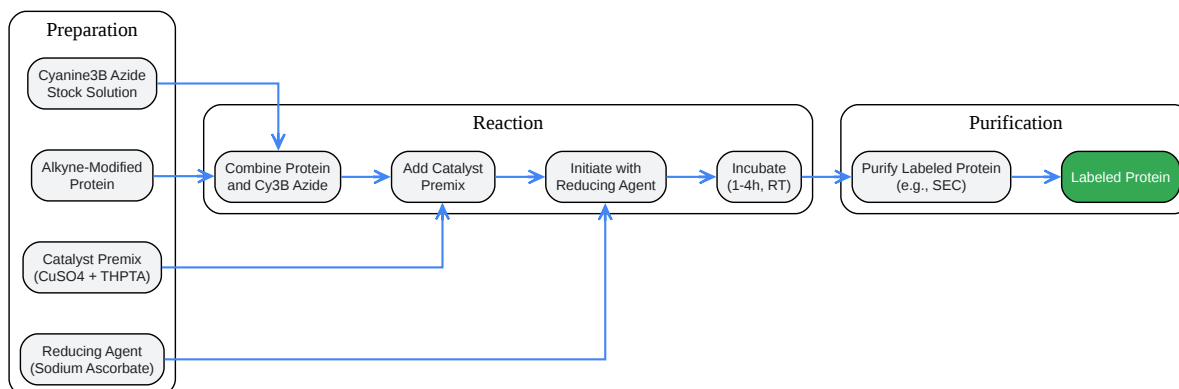 Preparation
Cyanine3B Azide
Stock Solution
Alkyne-Modified
Protein
Catalyst Premix
(CuSO4 + THPTA)
Reducing Agent
(Sodium Ascorbate)
Reaction
Combine Protein
and Cy3B Azide
Add Catalyst
Premix
Initiate with
Reducing Agent
Incubate
(1-4h, RT)
Purification
Purify Labeled Protein
(e.g., SEC)
Labeled Protein